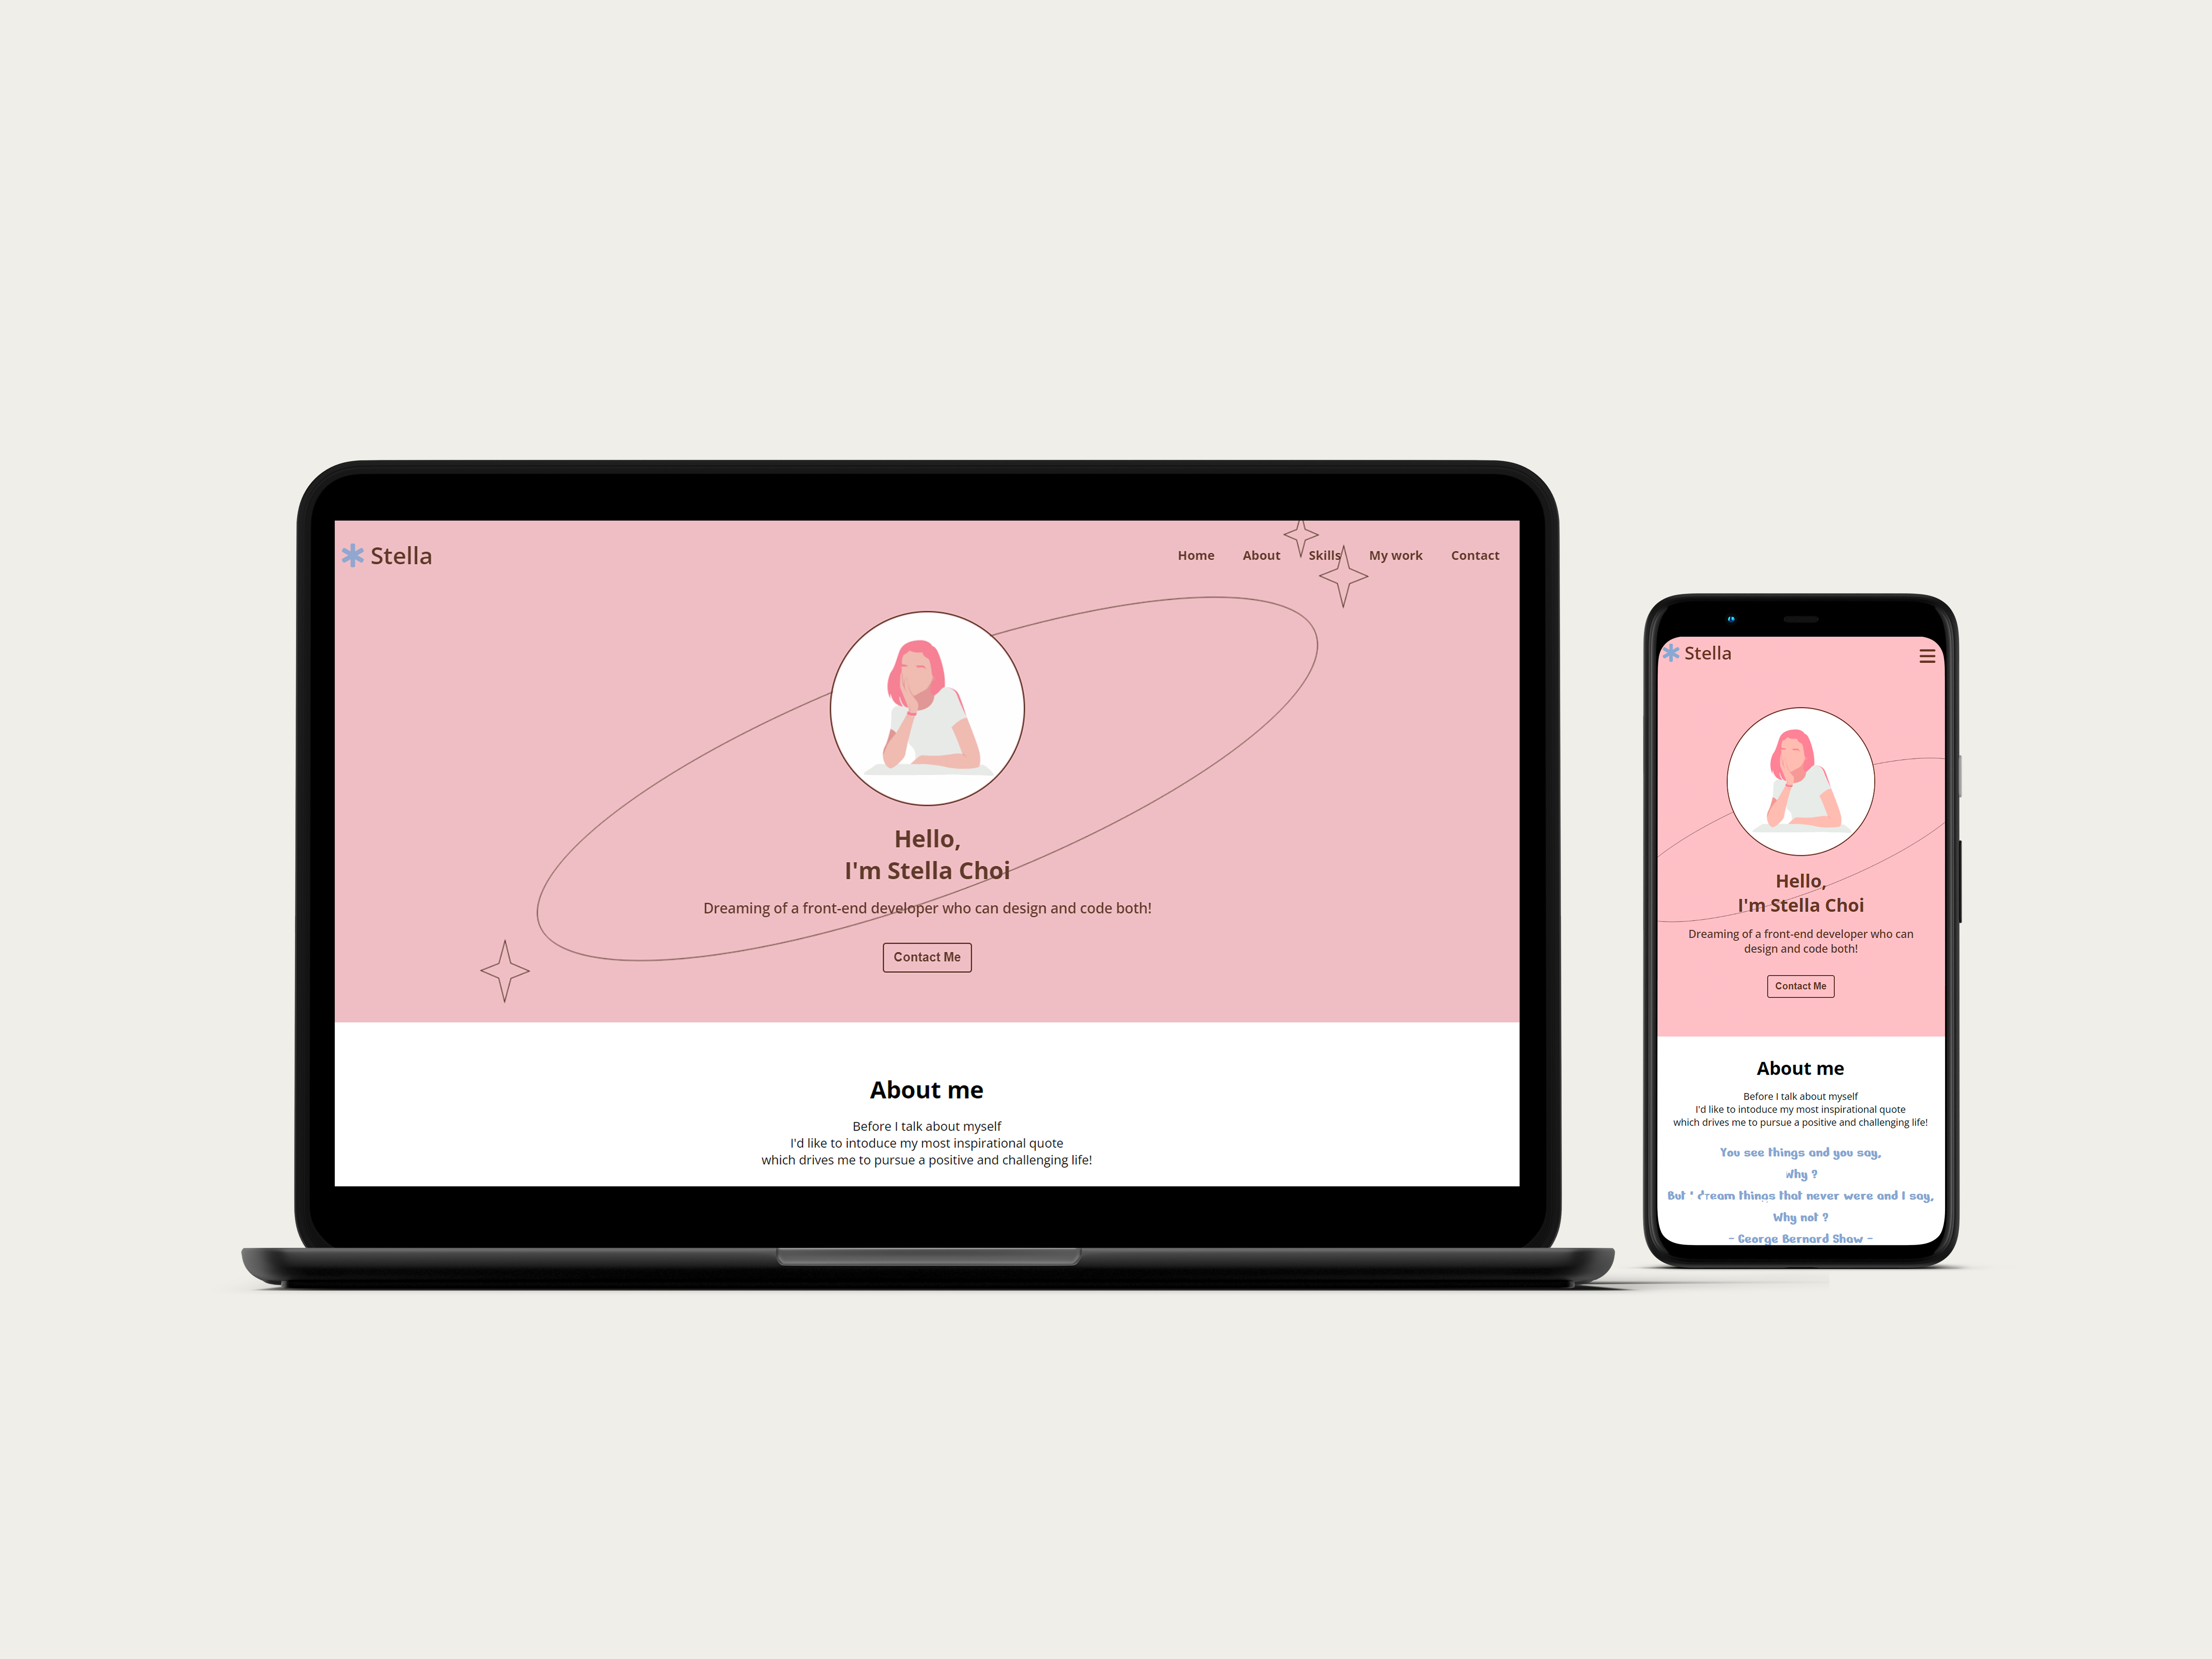 Stella
Home About Skills My work Contact
Hello,
I'm Stella Choi
Dreaming of a front-end developer who can design and code both!
Contact Me
About me
Before I talk about myself
I'd like to intoduce my most inspirational quote
which drives me to pursue a positive and challenging life!
Stella
Hello,
I'm Stella Choi
Dreaming of a front-end developer who can
design and code both!
Contact Me
About me
Before I talk about myself
I'd like to intoduce my most inspirational quote
which drives me to pursue a positive and challenging life!
You see things and you say,
Why ?
But I dream things that never were and I say,
Why not ?
- George Bernard Shaw -